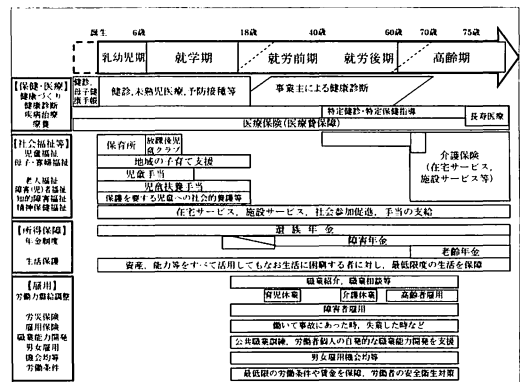 誕生 6歳 18歳 40歳 60歳 70歳 75歳
乳幼児期 就学期 就労前期 就労後期 高齢期
【保健・医療】
健康づくり
健康診断
疾病治療
療養
健診、
母子健
康手帳
健診、未熟児医療、予防接種等
事業主による健康診断
特定健診・特定保健指導
医療保険(医療費保障)
長寿医療
【社会福祉等】
児童福祉
母子・寡婦福祉
老人福祉
障害(児)者福祉
知的障害福祉
精神保健福祉
保育所
放課後児
童クラブ
地域の子育て支援
児童手当
児童扶養手当
保護を要する児童への社会的養護等
介護保険
(在宅サービス、
施設サービス等)
在宅サービス、施設サービス、社会参加促進、手当の支給
【所得保障】
年金制度
生活保護
遺族年金
障害年金
老齢年金
資産、能力等をすべて活用してもなお生活に困窮する者に対し、最低限度の生活を保障
【雇用】
労働力需給調整
労災保険
雇用保険
職業能力開発
男女雇用
機会均等
労働条件
職業紹介、職業相談等
育児休業 介護休業 高齢者雇用
障害者雇用
働いて事故にあった時、失業した時など
公共職業訓練、労働者個人の自発的な職業能力開発を支援
男女雇用機会均等
最低限の労働条件や賃金を保障、労働者の安全衛生対策